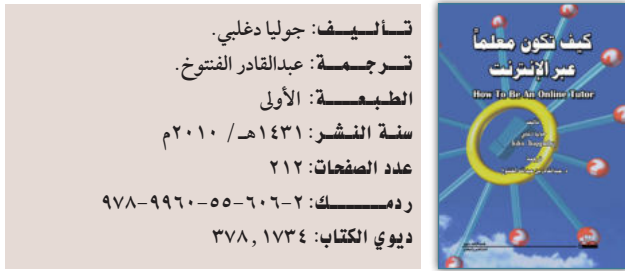 تأليف: جوليا دغلبي.
ترجمة: عبدالقادر الفنتوخ.
الطبعة: الأولى
سنة النشر: ١٤٣١هـ/ ٢٠١٠م
عدد الصفحات: ٢١٢
ردمك: ٢-٦٠٦-٥٥-٩٩٦٠-٩٧٨
ديوي الكتاب: ٣٧٨,١٧٣٤
كيف تكون معلماً
عبر الإنترنت
How To Be An Online Tutor